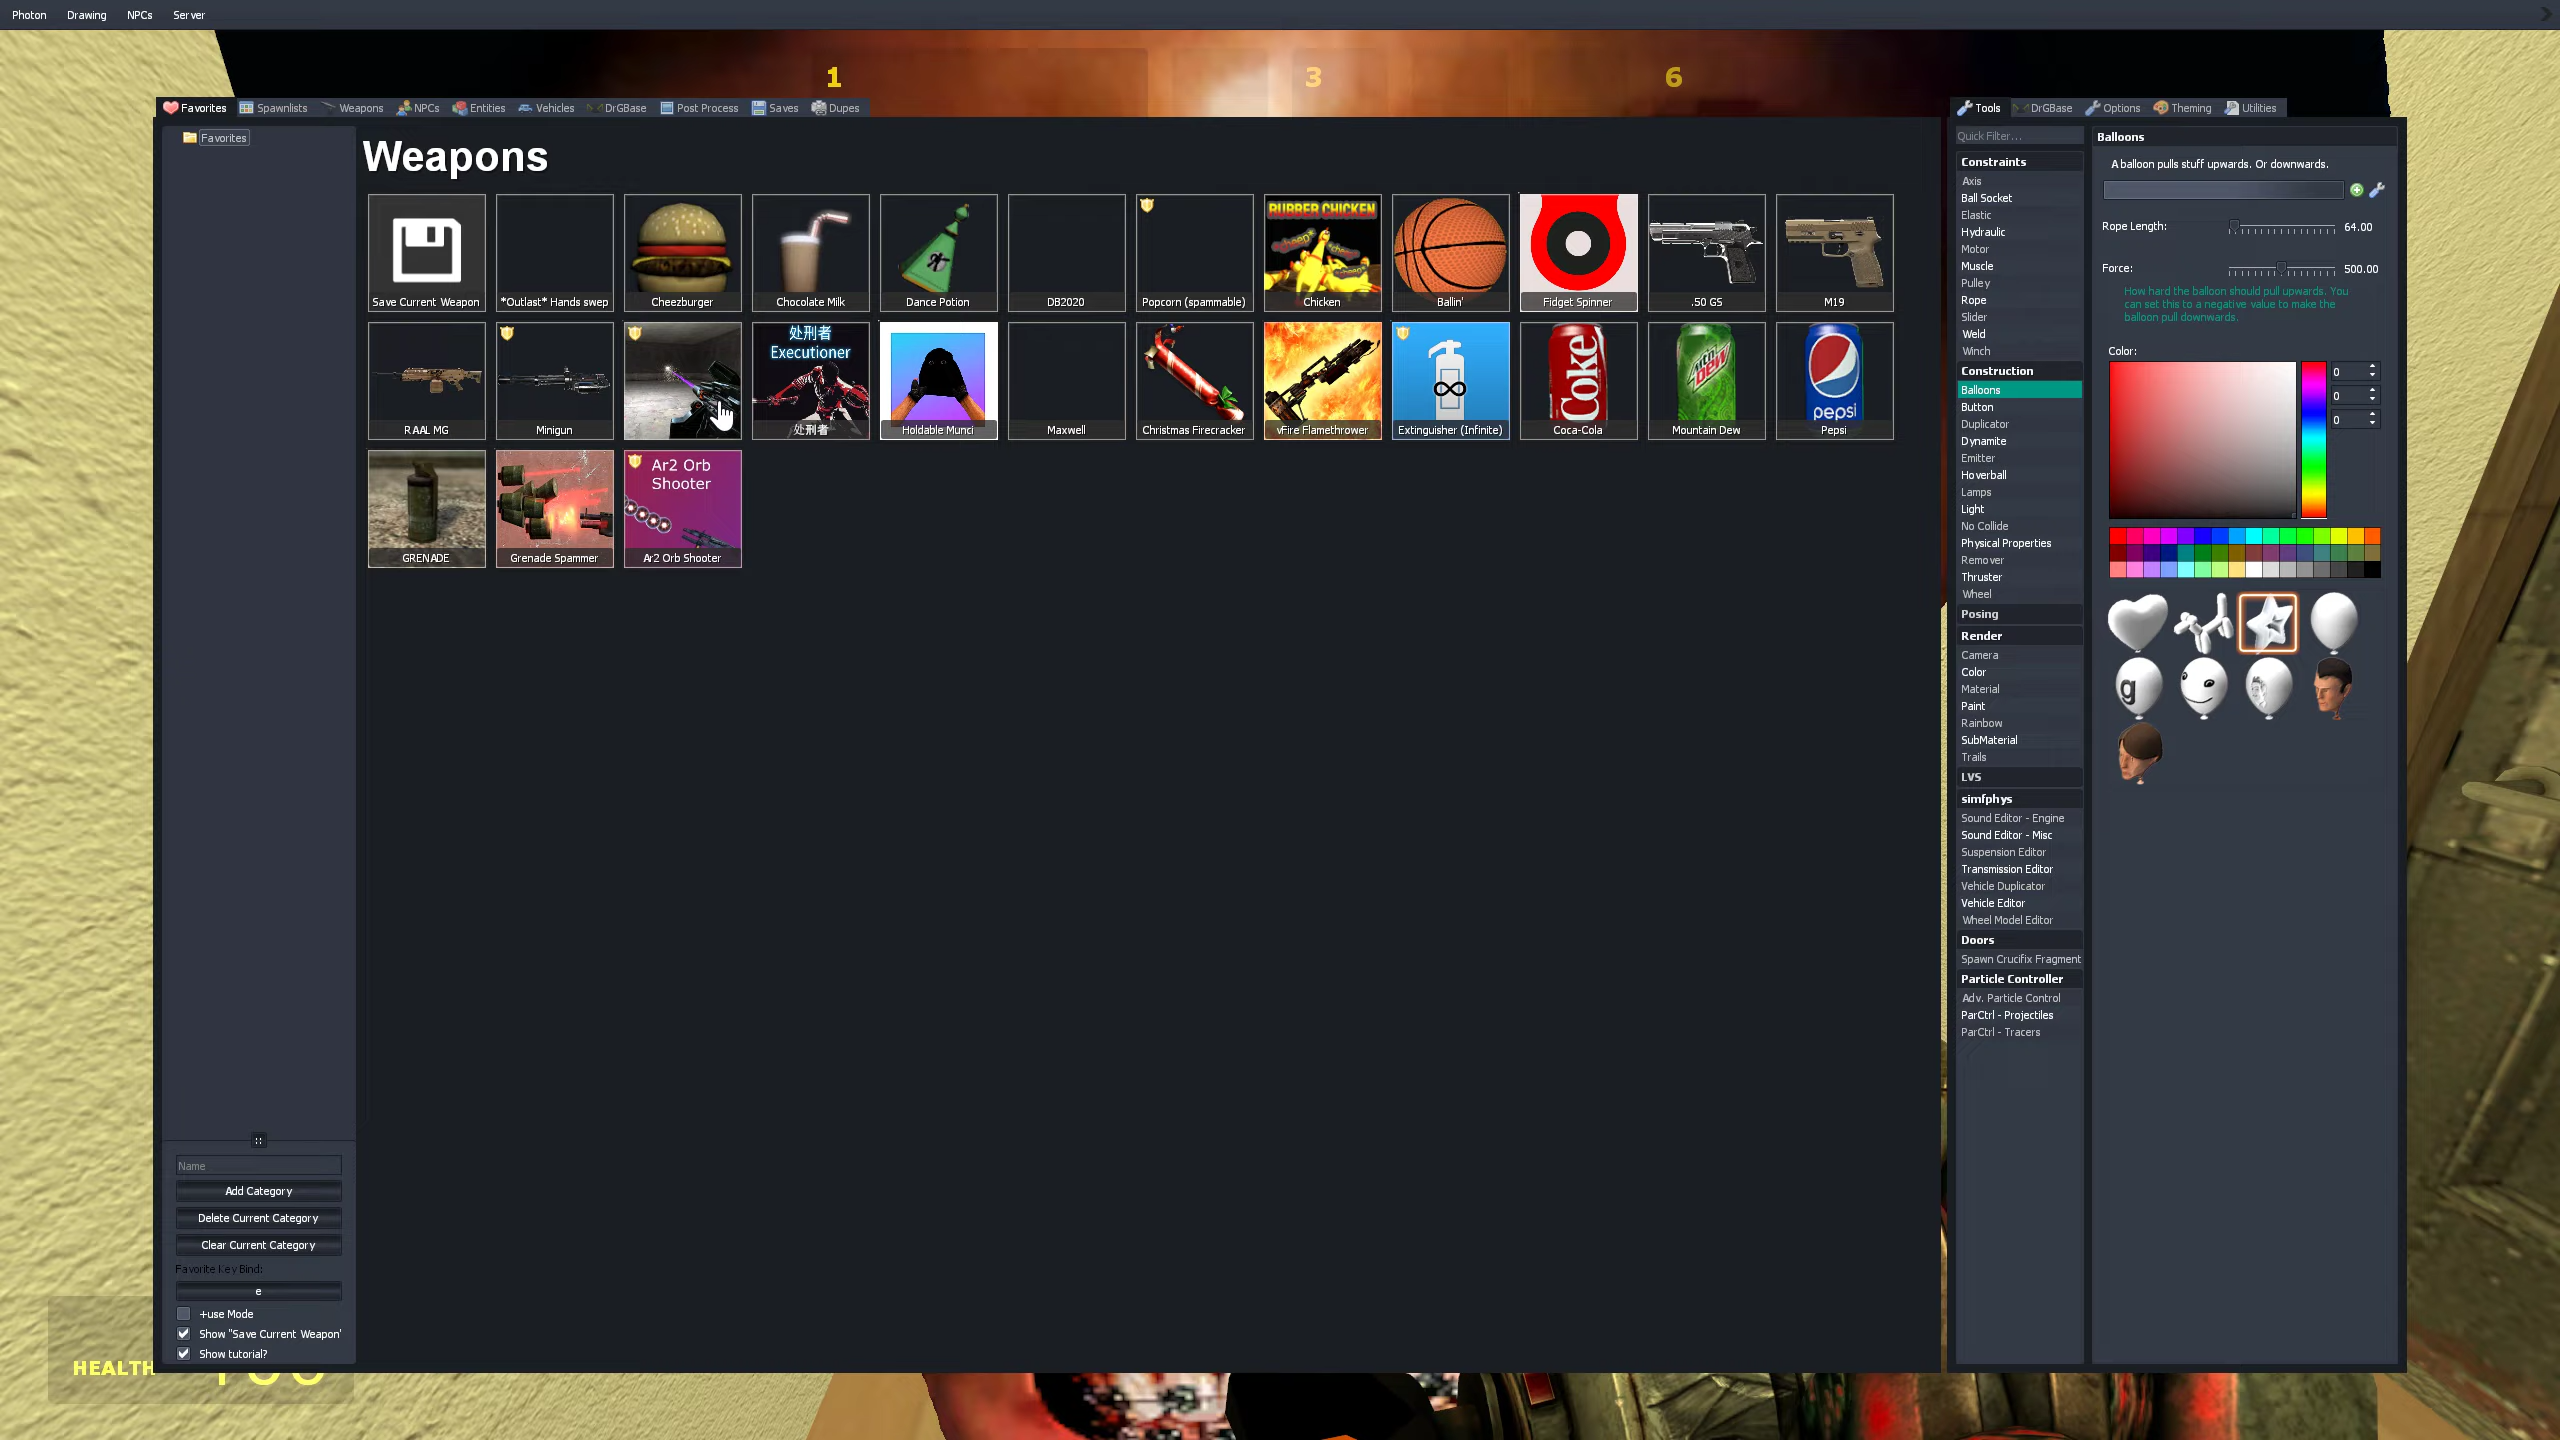 Photon Drawing NPCs Server
1 3 6
Favorites Spawnlists Weapons NPCs Entities Vehicles DrGBase Post Process Saves Dupes
Favorites
Weapons
Save Current Weapon
*Outlast* Hands swep
Cheezburger
Chocolate Milk
Dance Potion
DB2020
Popcorn (spammable)
RUBBER CHICKEN
Chicken
Ballin'
Fidget Spinner
.50 GS
M19
RAAL MG
Minigun
处刑者
Executioner
处刑者
Holdable Munci
Maxwell
Christmas Firecracker
vFire Flamethrower
Extinguisher (Infinite)
Coke
Coca-Cola
Mtn Dew
Mountain Dew
pepsi
Pepsi
GRENADE
Grenade Spammer
Ar2 Orb
Shooter
Ar2 Orb Shooter
Name
Add Category
Delete Current Category
Clear Current Category
Favorite Key Bind:
e
+use Mode
Show "Save Current Weapon'
Show tutorial?
HEALTH
Tools DrGBase Options Theming Utilities
Quick Filter...
Constraints
Axis
Ball Socket
Elastic
Hydraulic
Motor
Muscle
Pulley
Rope
Slider
Weld
Winch
Construction
Balloons
Button
Duplicator
Dynamite
Emitter
Hoverball
Lamps
Light
No Collide
Physical Properties
Remover
Thruster
Wheel
Posing
Render
Camera
Color
Material
Paint
Rainbow
SubMaterial
Trails
LVS
simfphys
Sound Editor - Engine
Sound Editor - Misc
Suspension Editor
Transmission Editor
Vehicle Duplicator
Vehicle Editor
Wheel Model Editor
Doors
Spawn Crucifix Fragment
Particle Controller
Adv. Particle Control
ParCtrl - Projectiles
ParCtrl - Tracers
Balloons
A balloon pulls stuff upwards. Or downwards.
Rope Length: 64.00
Force: 500.00
How hard the balloon should pull upwards. You
can set this to a negative value to make the
balloon pull downwards.
Color:
0
0
0
g